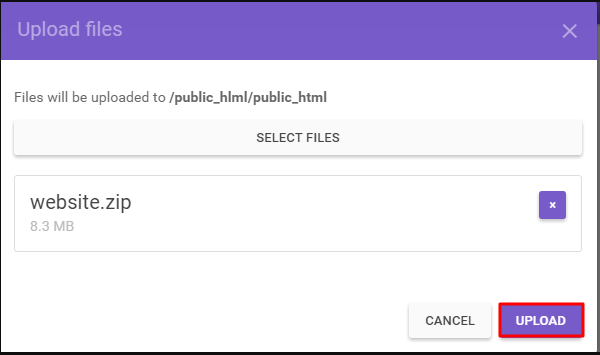 Upload files
Files will be uploaded to /public_hlml/public_html
SELECT FILES
website.zip
8.3 MB
CANCEL
UPLOAD